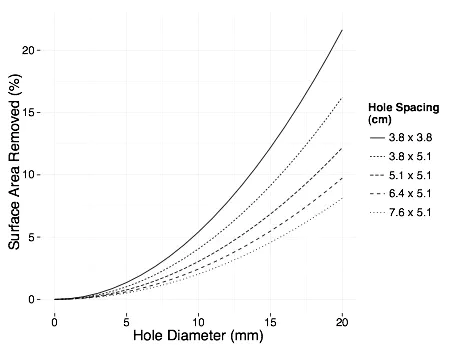 Surface Area Removed (%)
20
15
10
5
0
0 5 10 15 20
Hole Diameter (mm)
Hole Spacing
(cm)
3.8 x 3.8
3.8 x 5.1
5.1 x 5.1
6.4 x 5.1
7.6 x 5.1